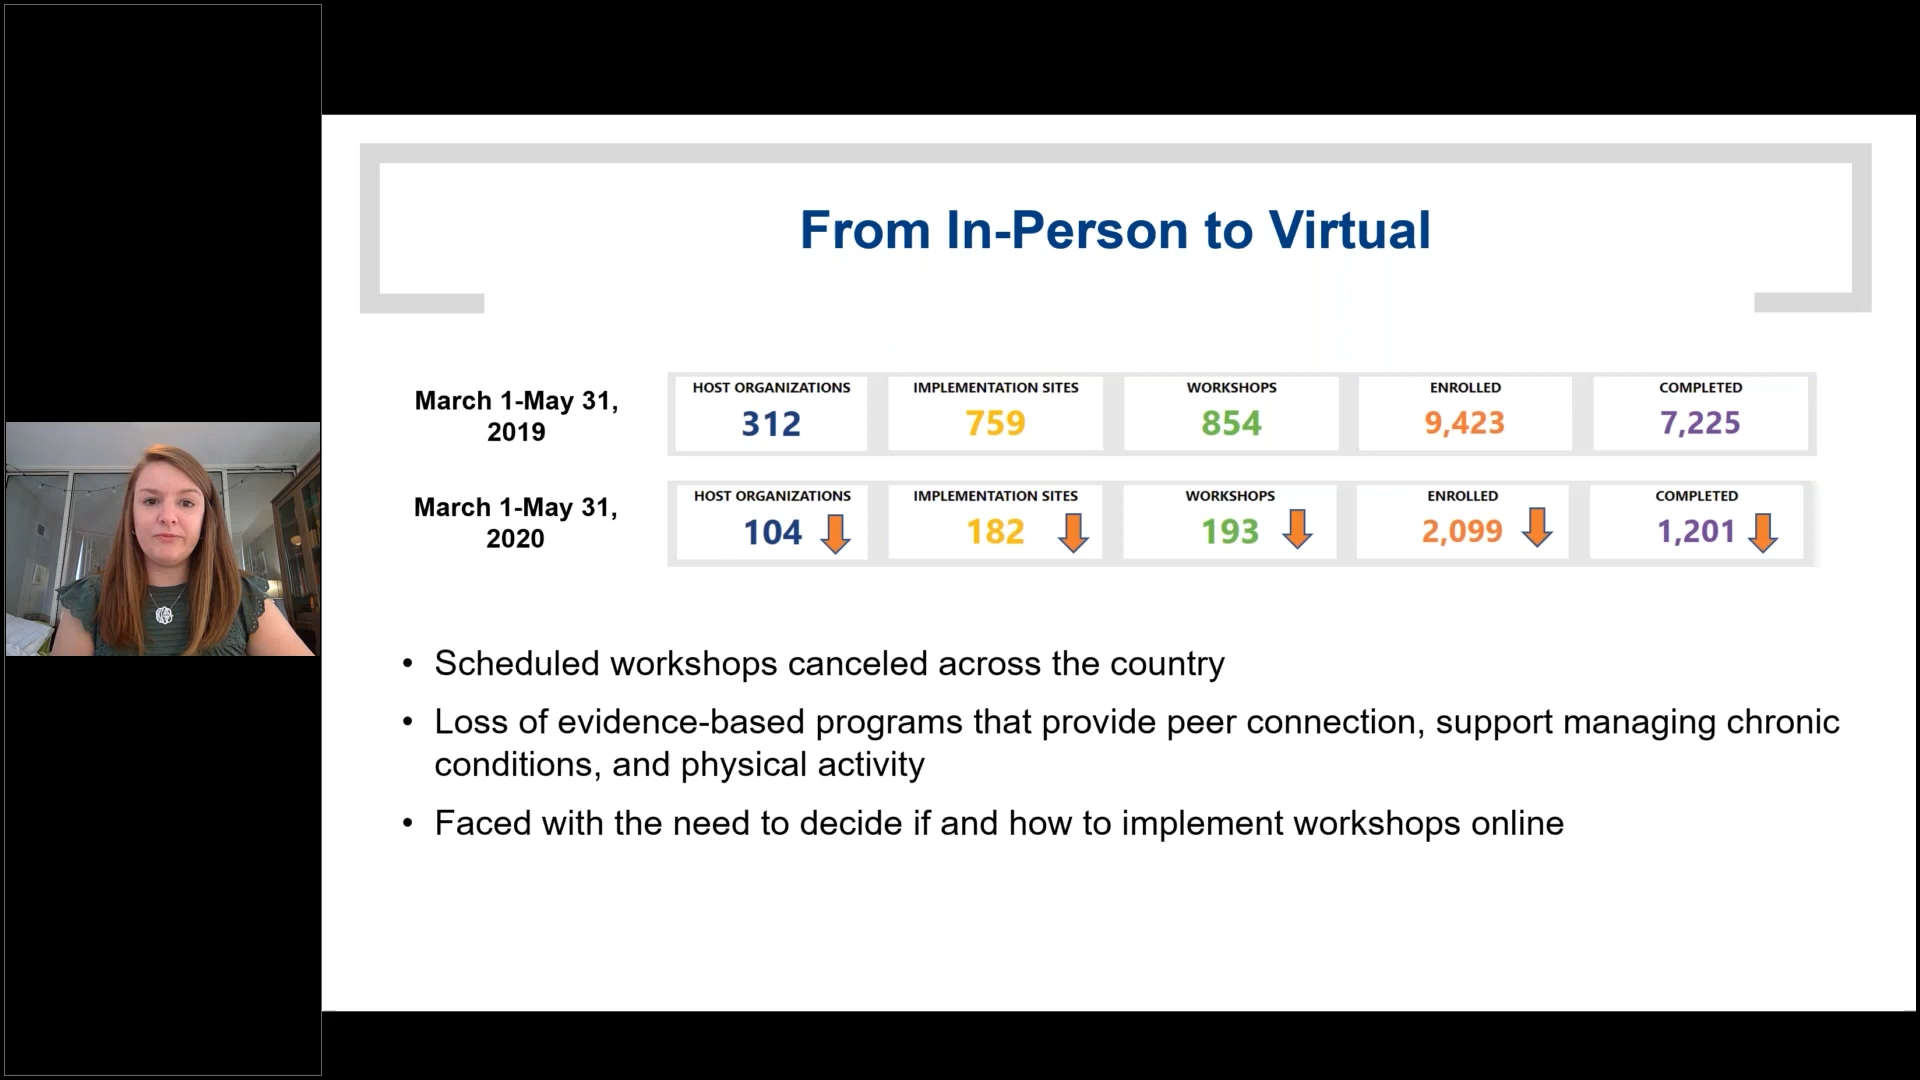 From In-Person to Virtual
March 1-May 31,
2019
HOST ORGANIZATIONS
312
IMPLEMENTATION SITES
759
WORKSHOPS
854
ENROLLED
9,423
COMPLETED
7,225
March 1-May 31,
2020
HOST ORGANIZATIONS
104
IMPLEMENTATION SITES
182
WORKSHOPS
193
ENROLLED
2,099
COMPLETED
1,201
• Scheduled workshops canceled across the country
• Loss of evidence-based programs that provide peer connection, support managing chronic
conditions, and physical activity
• Faced with the need to decide if and how to implement workshops online